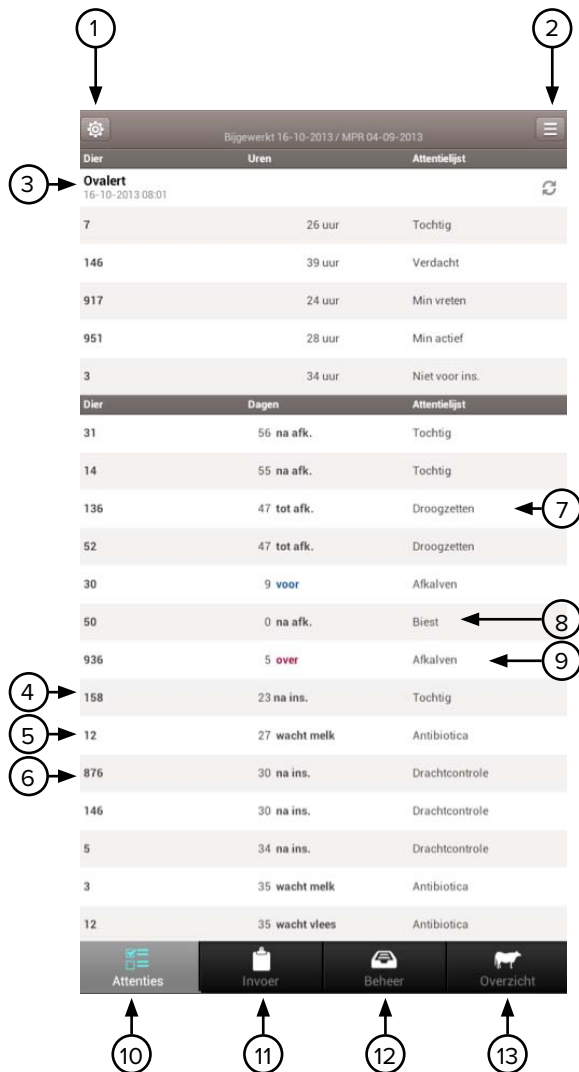 1 2
Bijgewerkt 16-10-2013 / MPR 04-09-2013
Dier Uren Attentielijst
3 Ovalert
16-10-2013 08:01
7 26 uur Tochtig
146 39 uur Verdacht
917 24 uur Min vreten
951 28 uur Min actief
3 34 uur Niet voor ins.
Dier Dagen Attentielijst
31 56 na afk. Tochtig
14 55 na afk. Tochtig
136 47 tot afk. Droogzetten 7
52 47 tot afk. Droogzetten
30 9 voor Afkalven
50 0 na afk. Biest 8
936 5 over Afkalven 9
4 158 23 na ins. Tochtig
5 12 27 wacht melk Antibiotica
6 876 30 na ins. Drachtcontrole
146 30 na ins. Drachtcontrole
5 34 na ins. Drachtcontrole
3 35 wacht melk Antibiotica
12 35 wacht vlees Antibiotica
Attenties Invoer Beheer Overzicht
10 11 12 13